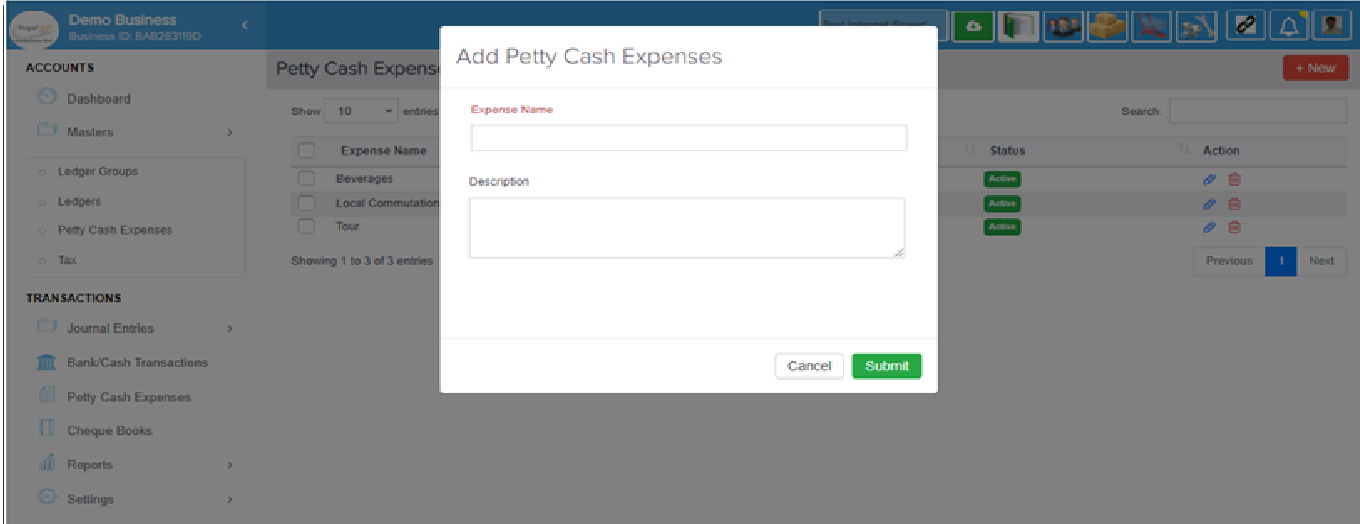 Demo Business
Business ID: BAB263119D
ACCOUNTS
Dashboard
Masters
Ledger Groups
Ledgers
Petty Cash Expenses
Tax
TRANSACTIONS
Journal Entries
Bank/Cash Transactions
Petty Cash Expenses
Cheque Books
Reports
Settings
Test Internet Speed
Petty Cash Expens
+ New
Show 10 entries
Search:
Expense Name Status Action
Beverages Active
Local Commutation Active
Tour Active
Showing 1 to 3 of 3 entries
Previous 1 Next
Add Petty Cash Expenses
Expense Name
Description
Cancel Submit